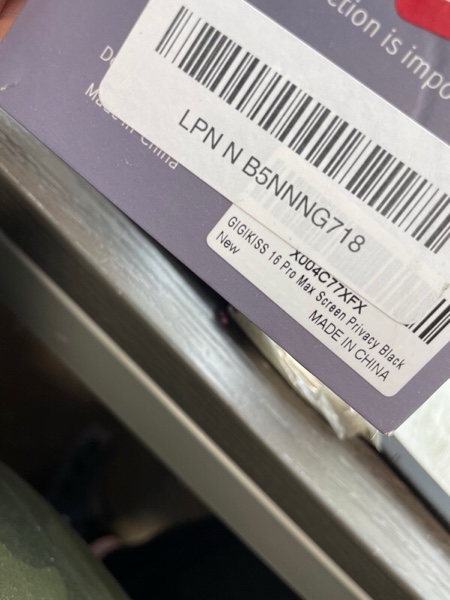 ction is impo
D
Made in China
LPN N B5NNNG718
X004C77XFX
GIGIKISS 16 Pro Max Screen Privacy Black
New
MADE IN CHINA